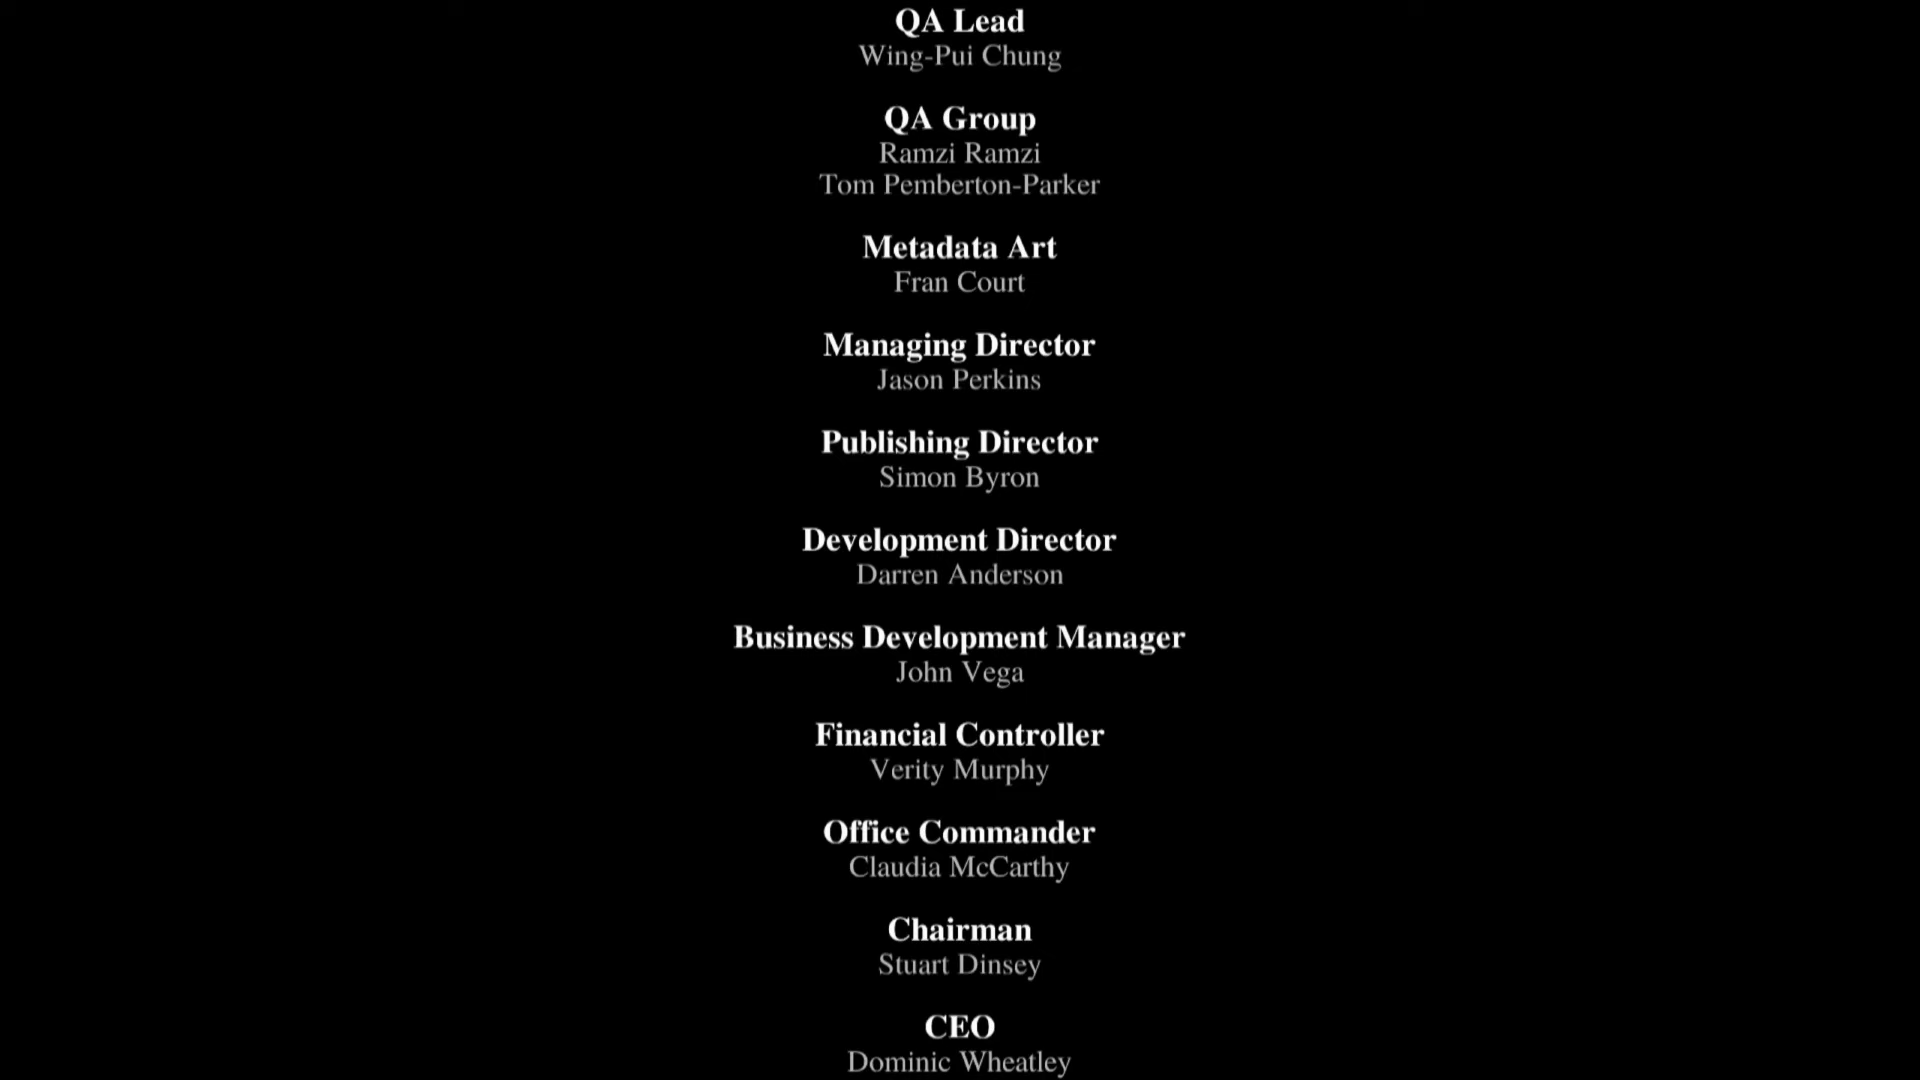 QA Lead
Wing-Pui Chung
QA Group
Ramzi Ramzi
Tom Pemberton-Parker
Metadata Art
Fran Court
Managing Director
Jason Perkins
Publishing Director
Simon Byron
Development Director
Darren Anderson
Business Development Manager
John Vega
Financial Controller
Verity Murphy
Office Commander
Claudia McCarthy
Chairman
Stuart Dinsey
CEO
Dominic Wheatley